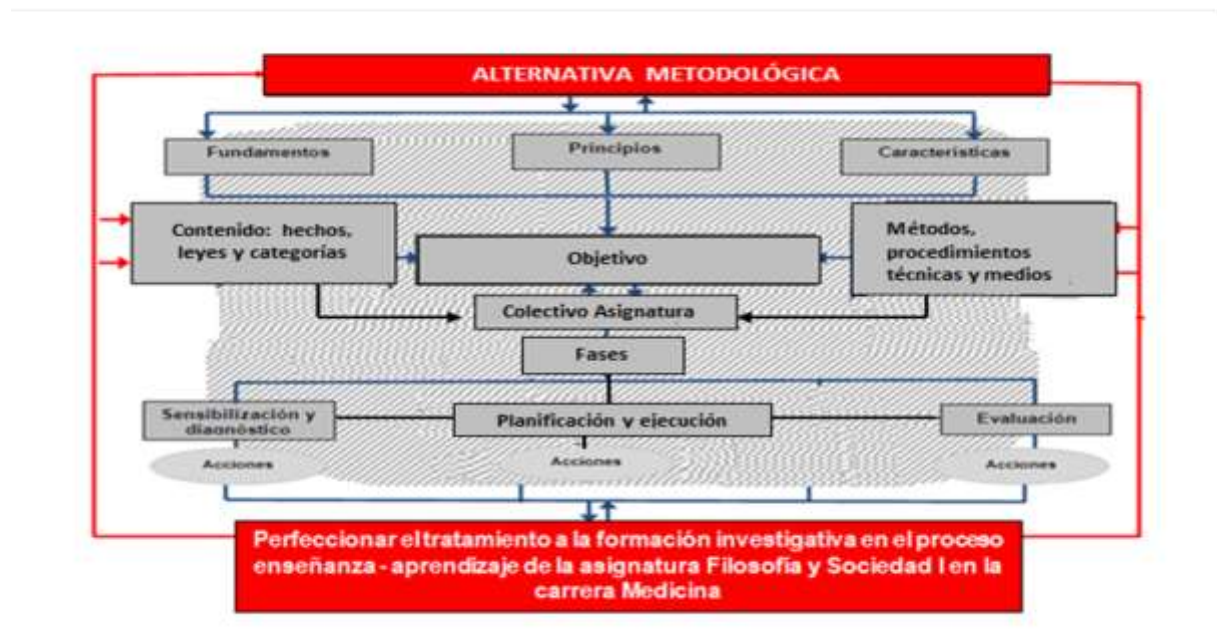 ALTERNATIVA METODOLÓGICA
Fundamentos
Principios
Características
Contenido: hechos,
leyes y categorías
Objetivo
Métodos,
procedimientos
técnicas y medios
Colectivo Asignatura
Fases
Sensibilización y
diagnóstico
Planificación y ejecución
Evaluación
Acciones
Acciones
Acciones
Perfeccionar el tratamiento a la formación investigativa en el proceso
enseñanza - aprendizaje de la asignatura Filosofía y Sociedad I en la
carrera Medicina